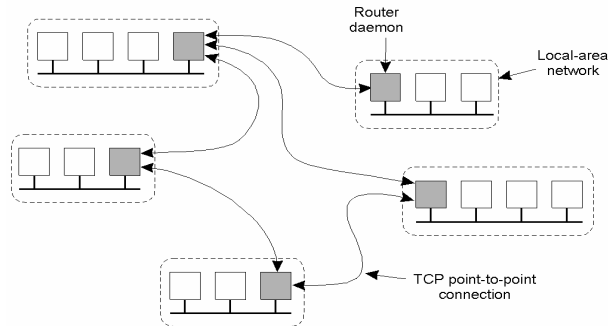 Router
daemon
Local-area
network
TCP point-to-point
connection